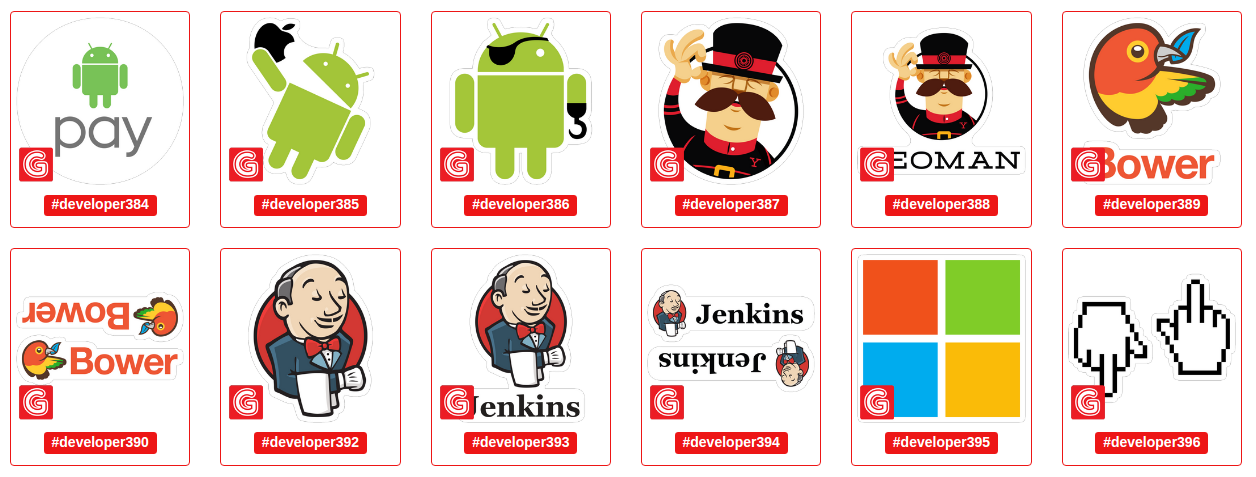 pay
G
#developer384
G
#developer385
G
#developer386
Y
G
#developer387
Y
EOMAN
G
#developer388
Bower
G
#developer389
Bower
Bower
G
#developer390
G
#developer392
Jenkins
G
#developer393
Jenkins
Jenkins
G
#developer394
G
#developer395
G
#developer396